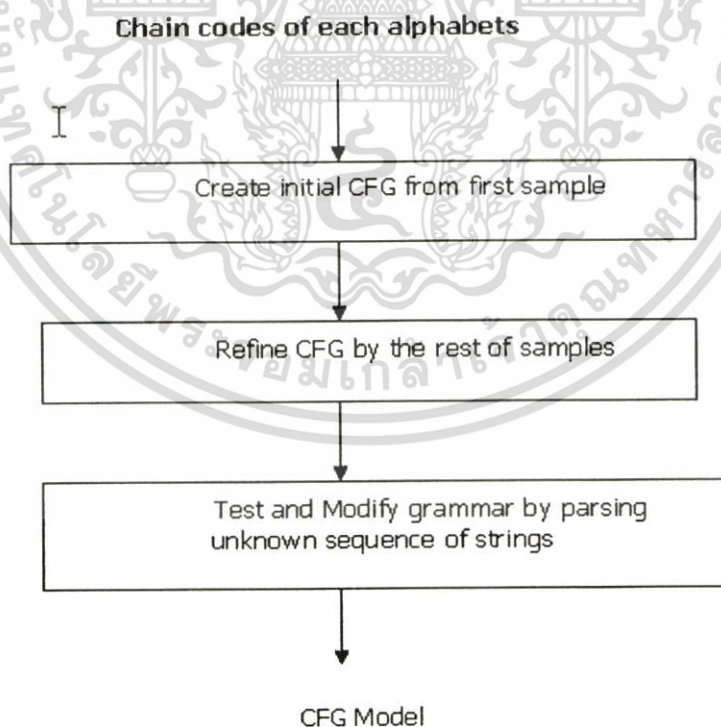 Chain codes of each alphabets
Create initial CFG from first sample
Refine CFG by the rest of samples
Test and Modify grammar by parsing
unknown sequence of strings
CFG Model